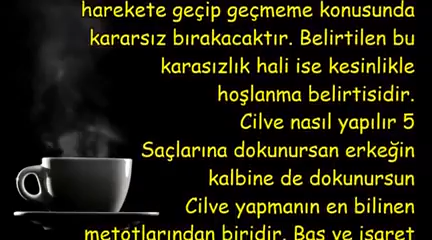 harekete geçip geçmeme konusunda
kararsız bırakacaktır. Belirtilen bu
karasızlık hali ise kesinlikle
hoşlanma belirtisidir.
Cilve nasıl yapılır 5
Saçlarına dokunursan erkeğin
kalbine de dokunursun
Cilve yapmanın en bilinen
metotlarından biridir. Baş ve işaret